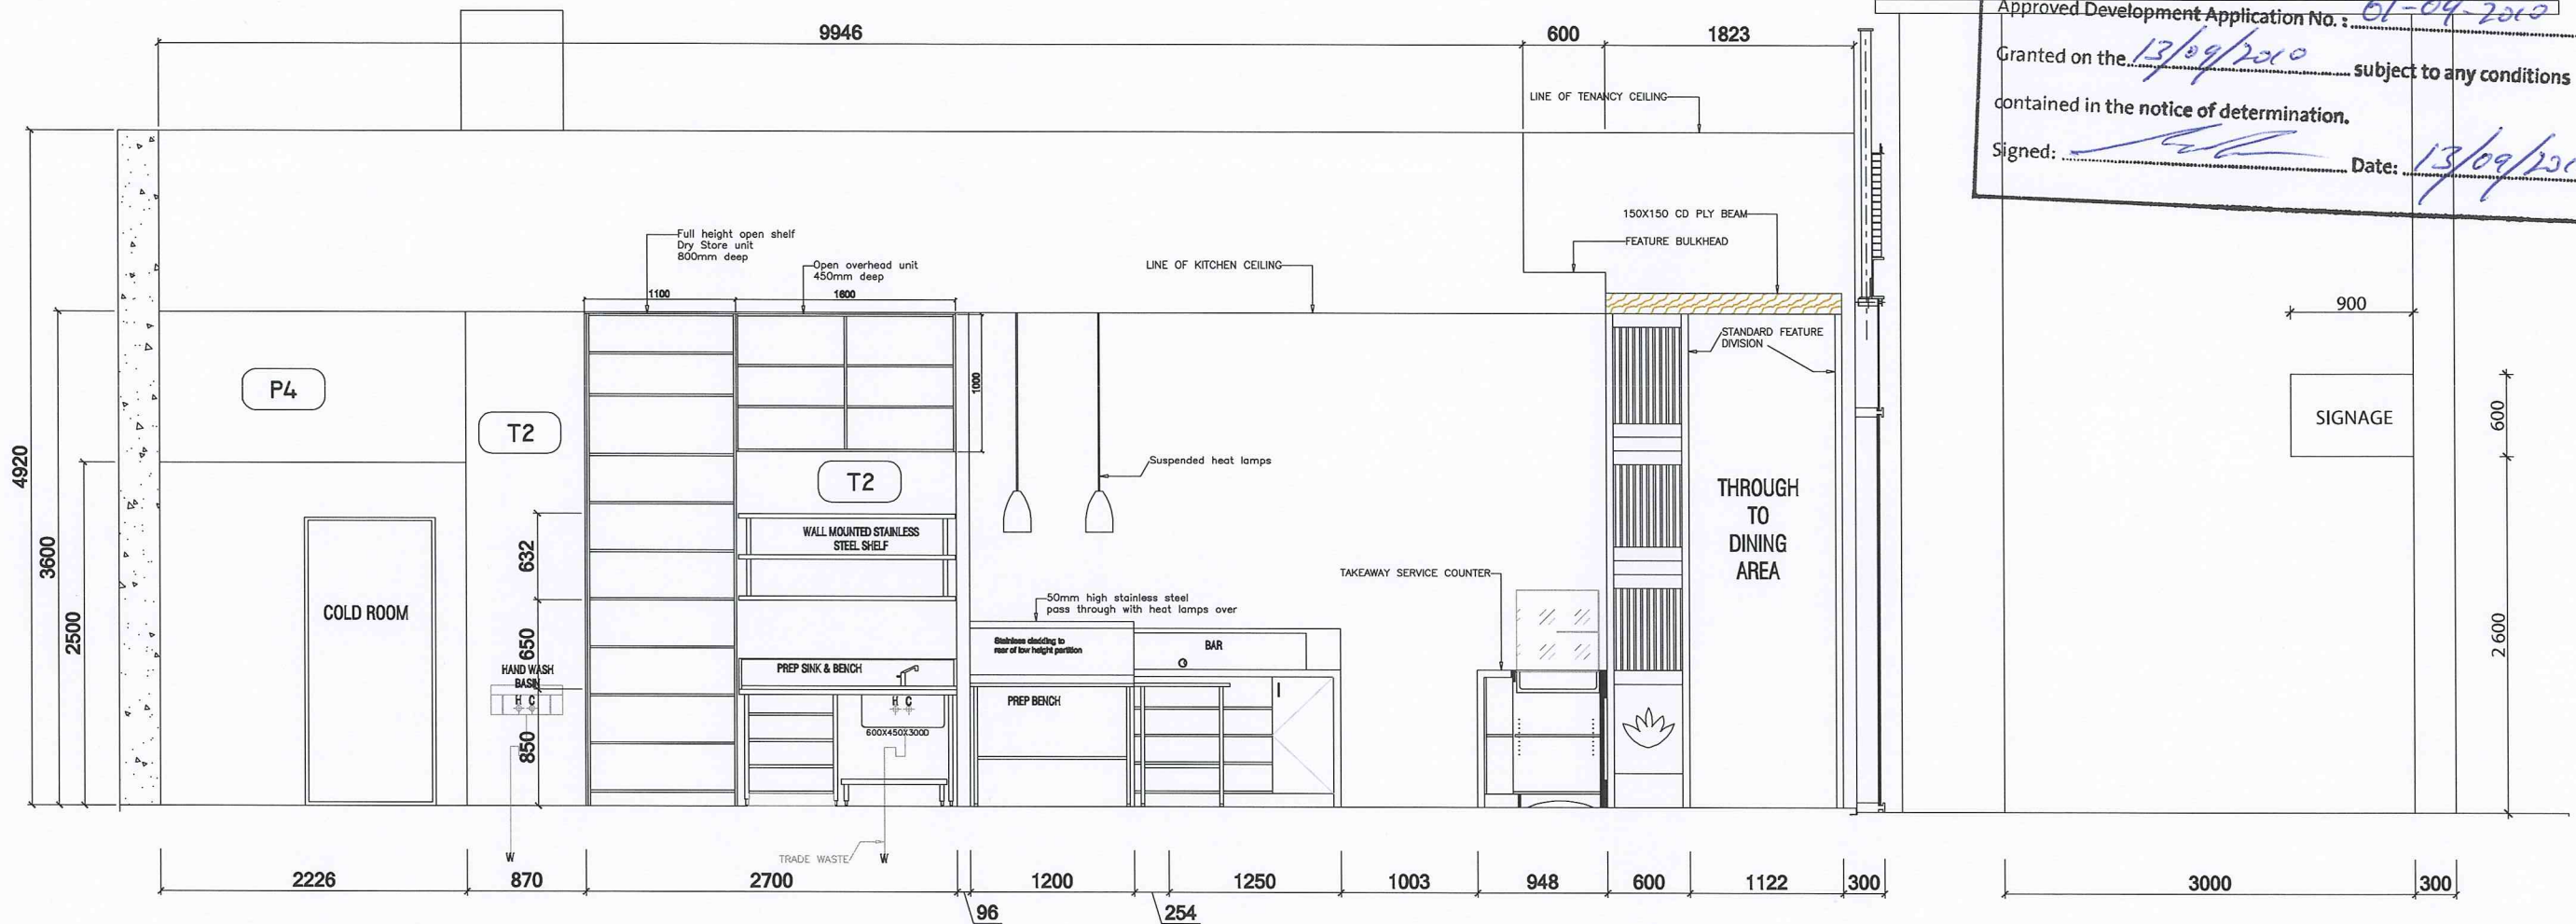 Approved Development Application No. : 01-09-2010
Granted on the 13/09/2010 subject to any conditions
contained in the notice of determination.
Signed:
Date: 13/09/201
9946
600
1823
LINE OF TENANCY CEILING
150X150 CD PLY BEAM
FEATURE BULKHEAD
Full height open shelf
Dry Store unit
800mm deep
Open overhead unit
450mm deep
LINE OF KITCHEN CEILING
1100
1600
1000
STANDARD FEATURE
DIVISION
900
P4
T2
T2
SIGNAGE
600
4920
3600
2500
Suspended heat lamps
THROUGH
TO
DINING
AREA
WALL MOUNTED STAINLESS
STEEL SHELF
632
TAKEAWAY SERVICE COUNTER
COLD ROOM
50mm high stainless steel
pass through with heat lamps over
650
2600
Stainless cladding to
rear of low height partition
BAR
HAND WASH
BASIN
H C
PREP SINK & BENCH
H C
PREP BENCH
600X450X300D
850
W
TRADE WASTE
W
2226
870
2700
96
1200
254
1250
1003
948
600
1122
300
3000
300